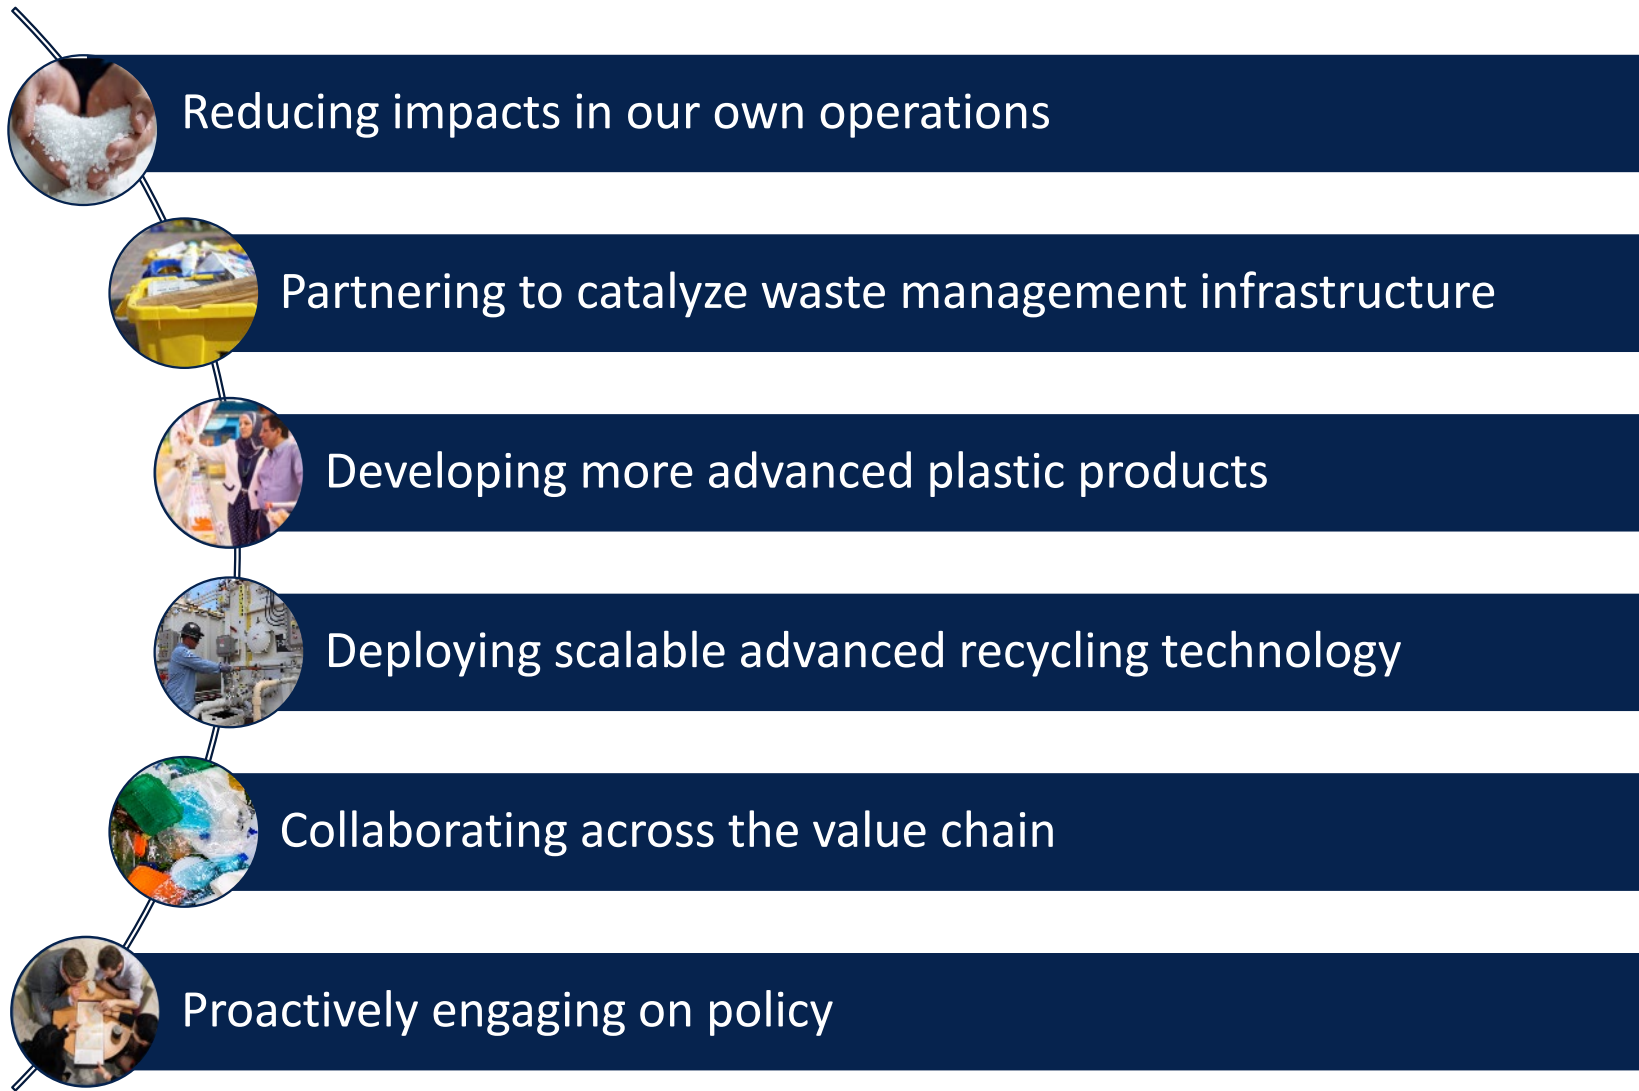 Reducing impacts in our own operations
Partnering to catalyze waste management infrastructure
Developing more advanced plastic products
Deploying scalable advanced recycling technology
Collaborating across the value chain
Proactively engaging on policy